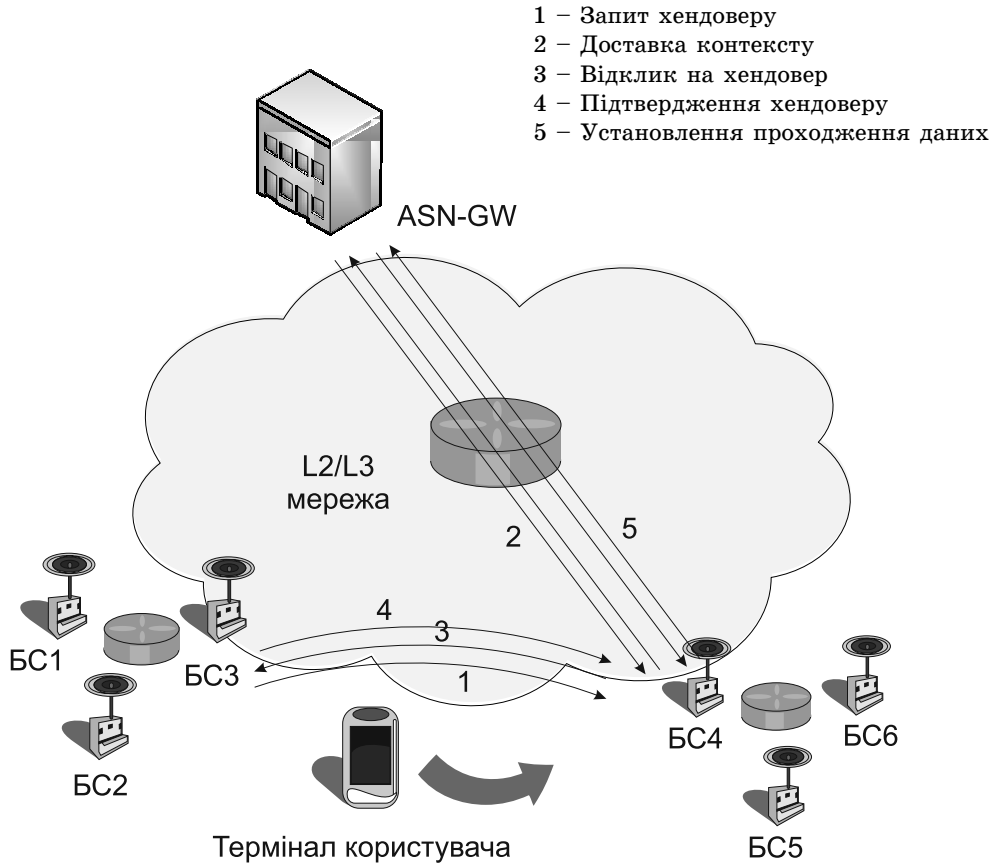 1 – Запит хендоверу
2 – Доставка контексту
3 – Відклик на хендовер
4 – Підтвердження хендоверу
5 – Установлення проходження даних
ASN-GW
L2/L3
мережа
2
5
4
3
1
БС1
БС3
БС2
БС4
БС6
БС5
Термінал користувача